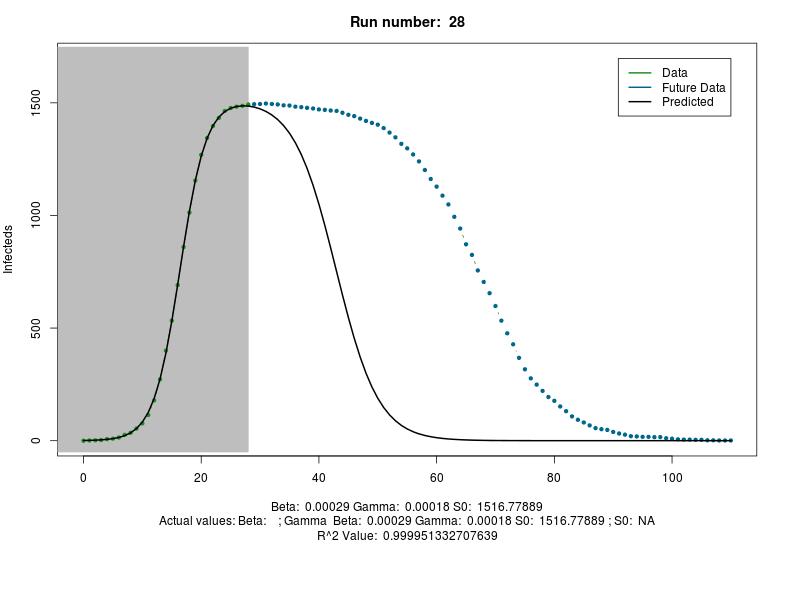 Run number: 28
Data
Future Data
Predicted
1500
1000
500
0
Infecteds
0 20 40 60 80 100
Beta: 0.00029 Gamma: 0.00018 S0: 1516.77889
Actual values: Beta: ; Gamma Beta: 0.00029 Gamma: 0.00018 S0: 1516.77889 ; S0: NA
R^2 Value: 0.999951332707639